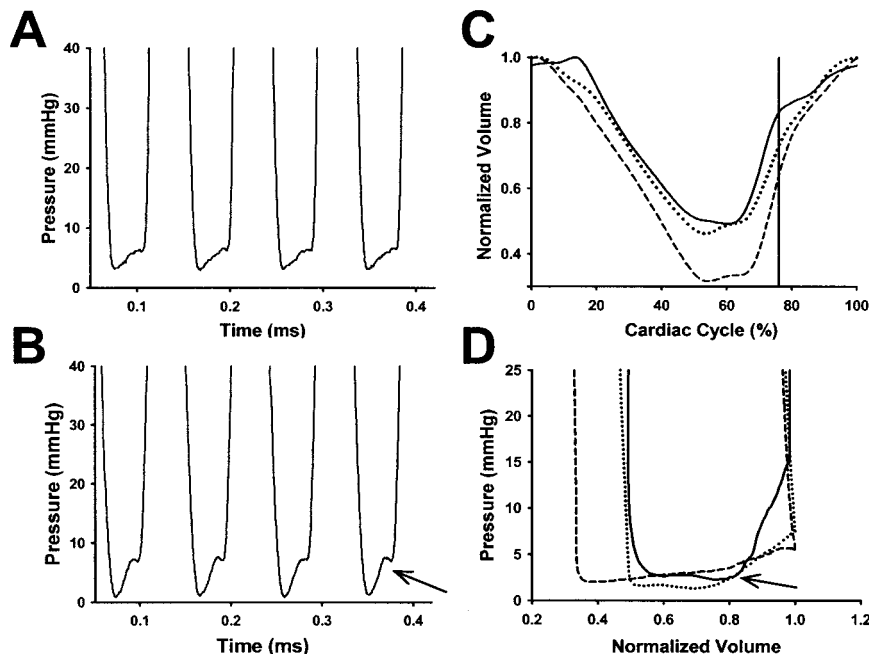 A
40
30
20
10
0
Pressure (mmHg)
0.1 0.2 0.3 0.4
Time (ms)
B
40
30
20
10
0
Pressure (mmHg)
0.1 0.2 0.3 0.4
Time (ms)
C
1.0
0.8
0.6
0.4
Normalized Volume
0 20 40 60 80 100
Cardiac Cycle (%)
D
25
20
15
10
5
0
Pressure (mmHg)
0.2 0.4 0.6 0.8 1.0 1.2
Normalized Volume